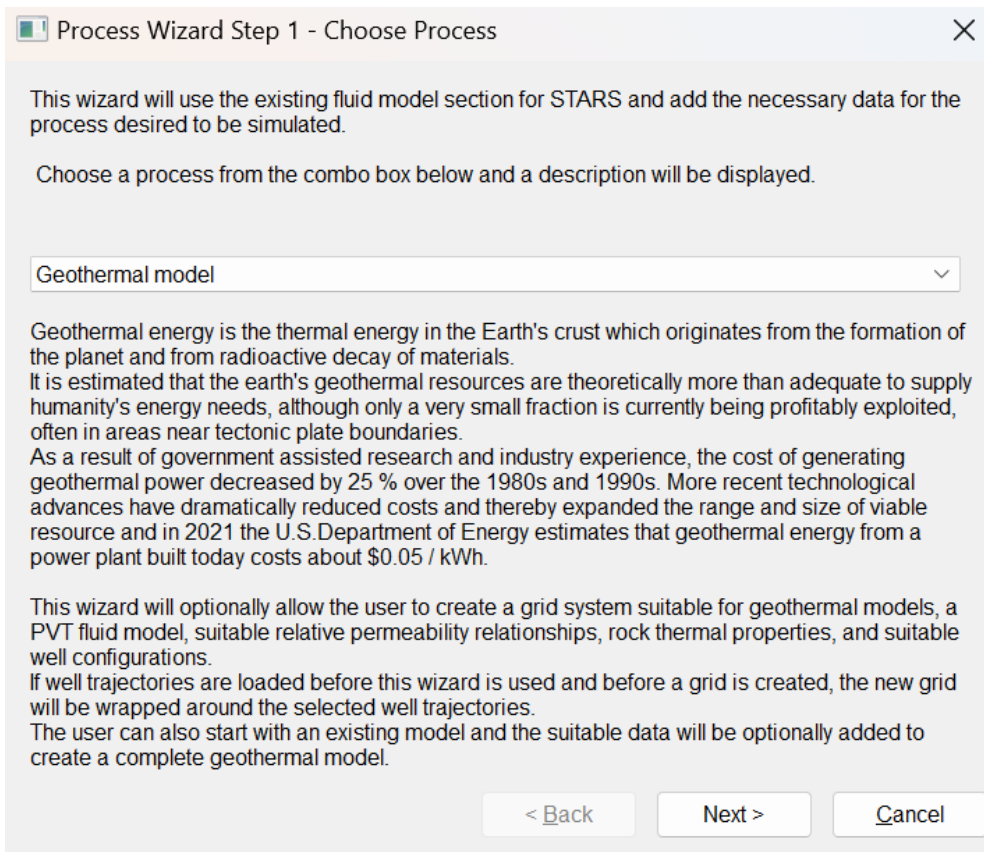 Process Wizard Step 1 - Choose Process
This wizard will use the existing fluid model section for STARS and add the necessary data for the
process desired to be simulated.
Choose a process from the combo box below and a description will be displayed.
Geothermal model
Geothermal energy is the thermal energy in the Earth's crust which originates from the formation of
the planet and from radioactive decay of materials.
It is estimated that the earth's geothermal resources are theoretically more than adequate to supply
humanity's energy needs, although only a very small fraction is currently being profitably exploited,
often in areas near tectonic plate boundaries.
As a result of government assisted research and industry experience, the cost of generating
geothermal power decreased by 25 % over the 1980s and 1990s. More recent technological
advances have dramatically reduced costs and thereby expanded the range and size of viable
resource and in 2021 the U.S.Department of Energy estimates that geothermal energy from a
power plant built today costs about $0.05 / kWh.
This wizard will optionally allow the user to create a grid system suitable for geothermal models, a
PVT fluid model, suitable relative permeability relationships, rock thermal properties, and suitable
well configurations.
If well trajectories are loaded before this wizard is used and before a grid is created, the new grid
will be wrapped around the selected well trajectories.
The user can also start with an existing model and the suitable data will be optionally added to
create a complete geothermal model.
< Back Next > Cancel